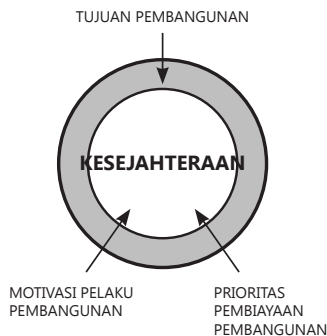 TUJUAN PEMBANGUNAN
KESEJAHTERAAN
MOTIVASI PELAKU
PEMBANGUNAN
PRIORITAS
PEMBIAYAAN
PEMBANGUNAN